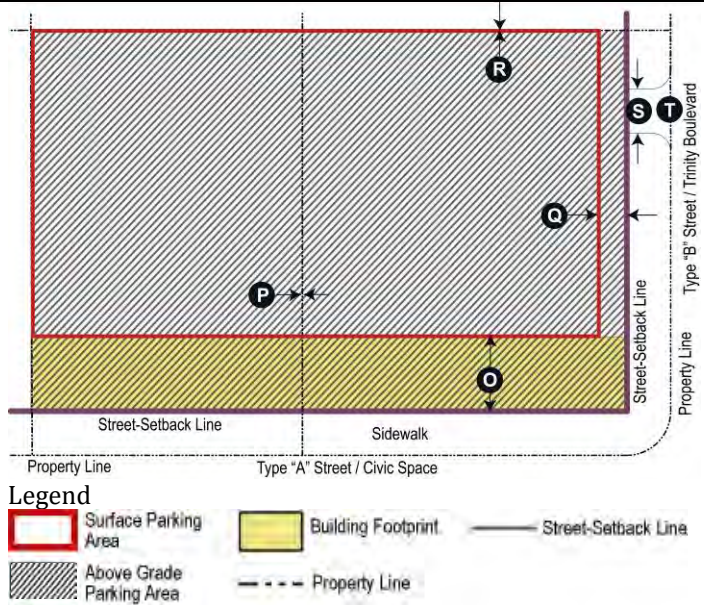 R
S
T
Type "B" Street / Trinity Boulevard
Q
P
Street-Setback Line
Property Line
O
Street-Setback Line
Sidewalk
Property Line
Type "A" Street / Civic Space
Legend
Surface Parking
Area
Building Footprint
Street-Setback Line
Above Grade
Parking Area
Property Line